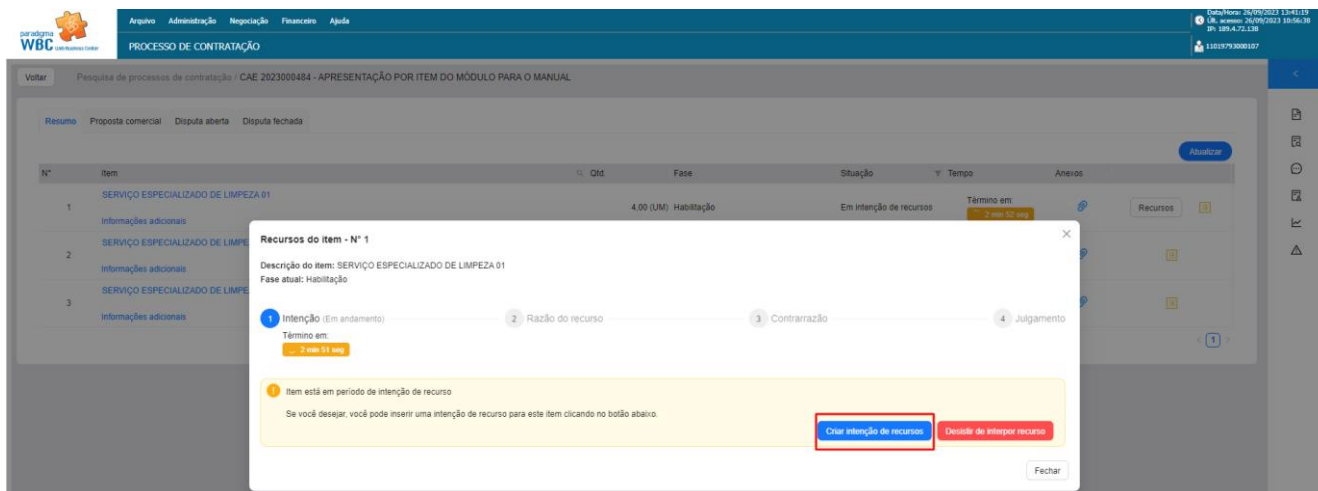 paradigma
WBC
Arquivo Administração Negociação Financeiro Ajuda
PROCESSO DE CONTRATAÇÃO
Data/Hora: 26/09/2023 13:41:19
Últ. acesso: 26/09/2023 10:56:38
IP: 189.4.72.138
11019793000107
Voltar Pesquisa de processos de contratação / CAE 2023000484 - APRESENTAÇÃO POR ITEM DO MÓDULO PARA O MANUAL
Resumo Proposta comercial Disputa aberta Disputa fechada
Atualizar
N° Item Qtd Fase Situação Tempo Anexos
SERVIÇO ESPECIALIZADO DE LIMPEZA 01
1 4,00 (UM) Habilitação Em intenção de recursos Término em: 2 min 52 seg Recursos
Informações adicionais
SERVIÇO ESPECIALIZADO DE LIMPE
2
Informações adicionais
SERVIÇO ESPECIALIZADO DE LIMPE
3
Informações adicionais
1
Recursos do item - N° 1
Descrição do item: SERVIÇO ESPECIALIZADO DE LIMPEZA 01
Fase atual: Habilitação
1 Intenção (Em andamento) 2 Razão do recurso 3 Contrarrazão 4 Julgamento
Término em:
2 min 51 seg
Item está em período de intenção de recurso
Se você desejar, você pode inserir uma intenção de recurso para este item clicando no botão abaixo.
Criar intenção de recursos Desistir de interpor recurso
Fechar